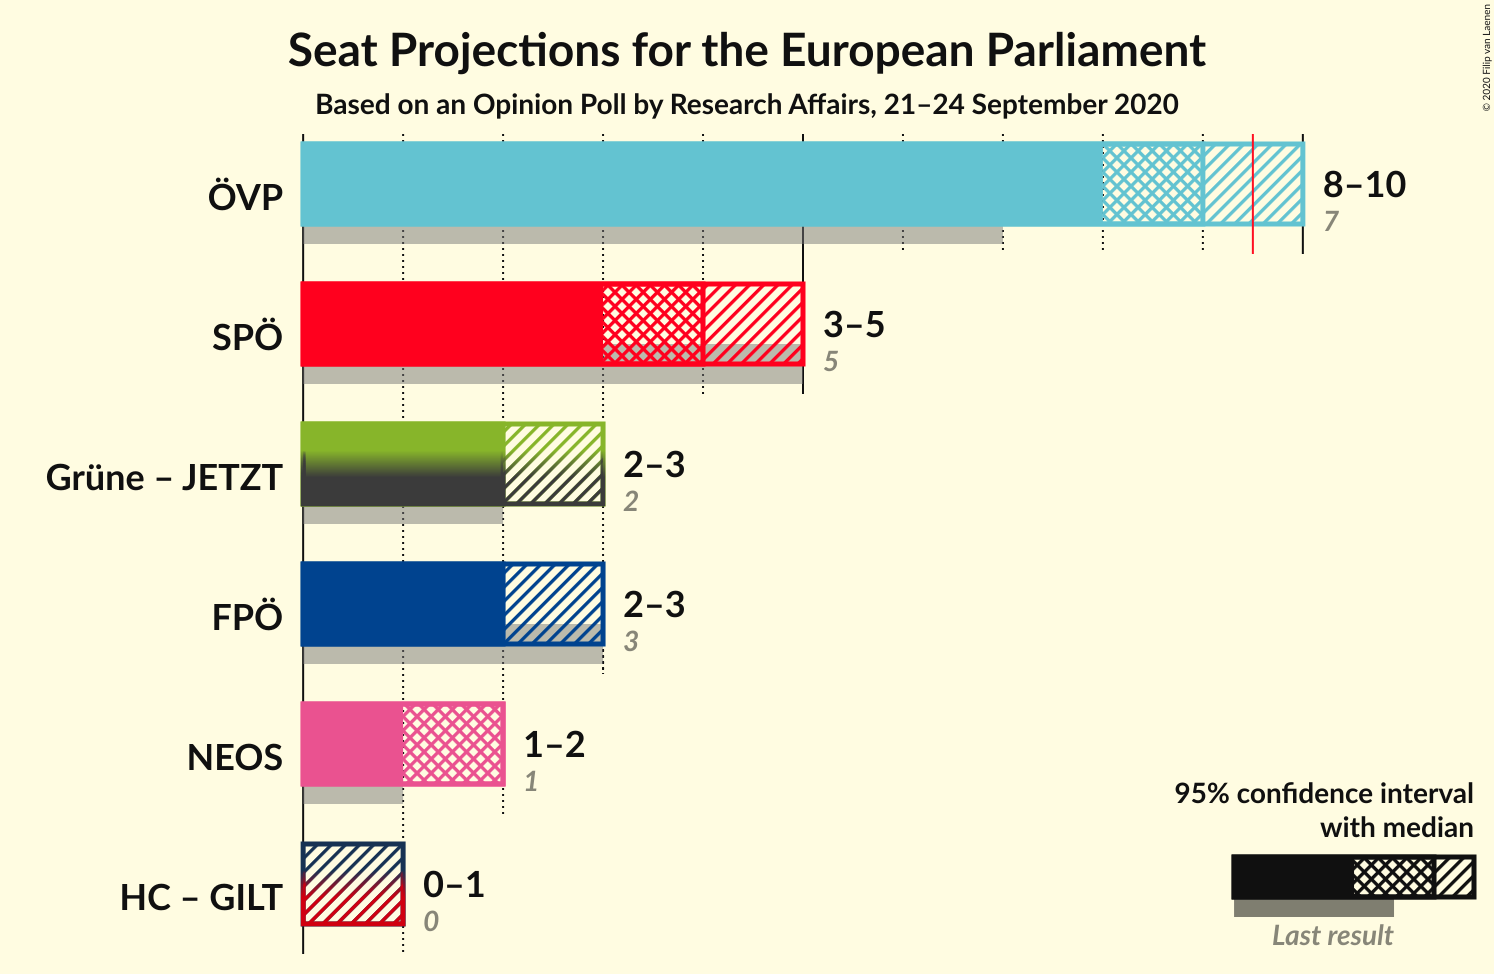 Seat Projections for the European Parliament
Based on an Opinion Poll by Research Affairs, 21–24 September 2020
© 2020 Filip van Laenen
ÖVP
8–10
7
SPÖ
3–5
5
Grüne – JETZT
2–3
2
FPÖ
2–3
3
NEOS
1–2
1
HC – GILT
0–1
0
95% confidence interval
with median
Last result